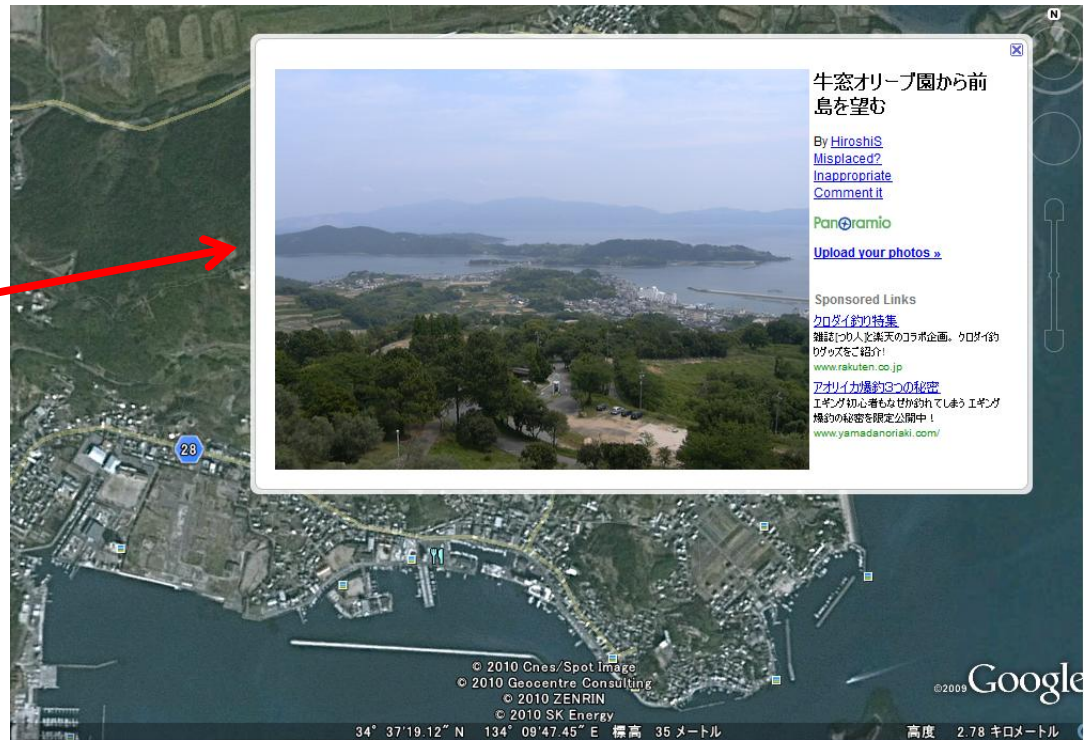 N
牛窓オリーブ園から前
島を望む
By HiroshiS
Misplaced?
Inappropriate
Comment it
Panoramio
Upload your photos »
Sponsored Links
クロダイ釣り特集
雑誌[つり人]と楽天のコラボ企画。クロダイ釣
りグッズをご紹介!
www.rakuten.co.jp
アオリイカ爆釣3つの秘密
エギング初心者もなぜか釣れてしまう エギング
爆釣の秘密を限定公開中!
www.yamadanoriaki.com/
28
© 2010 Cnes/Spot Image
© 2010 Geocentre Consulting
© 2010 ZENRIN
© 2010 SK Energy
©2009 Google
34° 37'19.12" N 134° 09'47.45" E 標高 35 メートル 高度 2.78 キロメートル